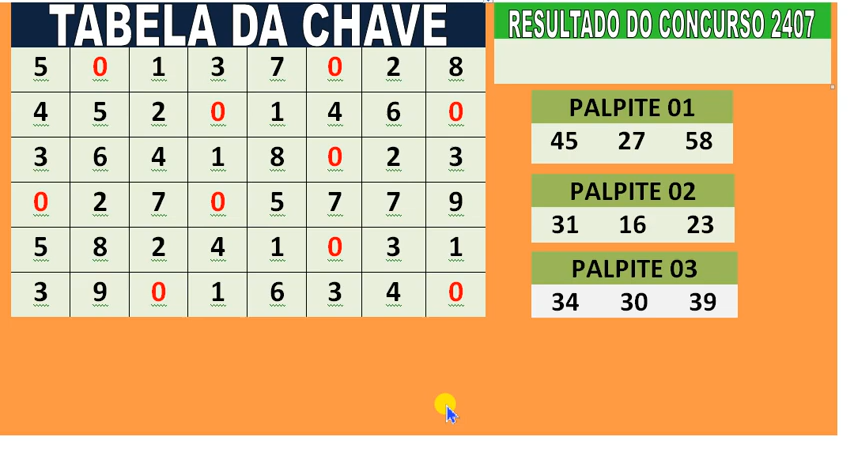 TABELA DA CHAVE
5 0 1 3 7 0 2 8
4 5 2 0 1 4 6 0
3 6 4 1 8 0 2 3
0 2 7 0 5 7 7 9
5 8 2 4 1 0 3 1
3 9 0 1 6 3 4 0
RESULTADO DO CONCURSO 2407
PALPITE 01
45 27 58
PALPITE 02
31 16 23
PALPITE 03
34 30 39